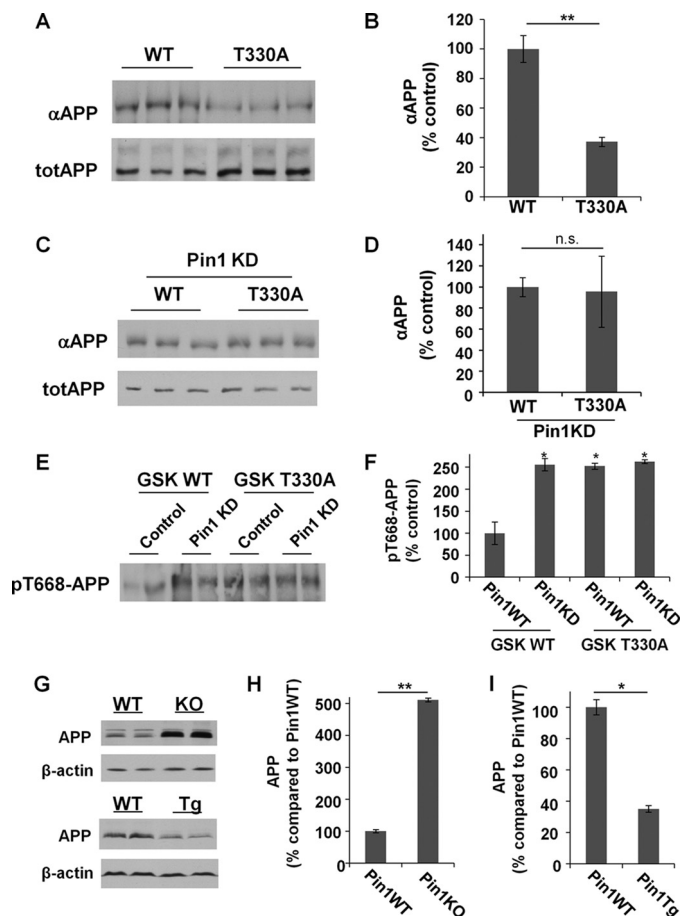 A
WT T330A
αAPP
totAPP
B
**
αAPP
(% control)
120
100
80
60
40
20
0
WT T330A
C
Pin1 KD
WT T330A
αAPP
totAPP
D
n.s.
αAPP
(% control)
140
120
100
80
60
40
20
0
WT T330A
Pin1KD
E
GSK WT GSK T330A
Control Pin1 KD Control Pin1 KD
pT668-APP
F
* * *
pT668-APP
(% control)
250
200
150
100
50
0
Pin1WT Pin1KD Pin1WT Pin1KD
GSK WT GSK T330A
G
WT KO
APP
β-actin
WT Tg
APP
β-actin
H
**
APP
(% compared to Pin1WT)
500
400
300
200
100
0
Pin1WT Pin1KO
I
*
APP
(% compared to Pin1WT)
100
80
60
40
20
0
Pin1WT Pin1Tg